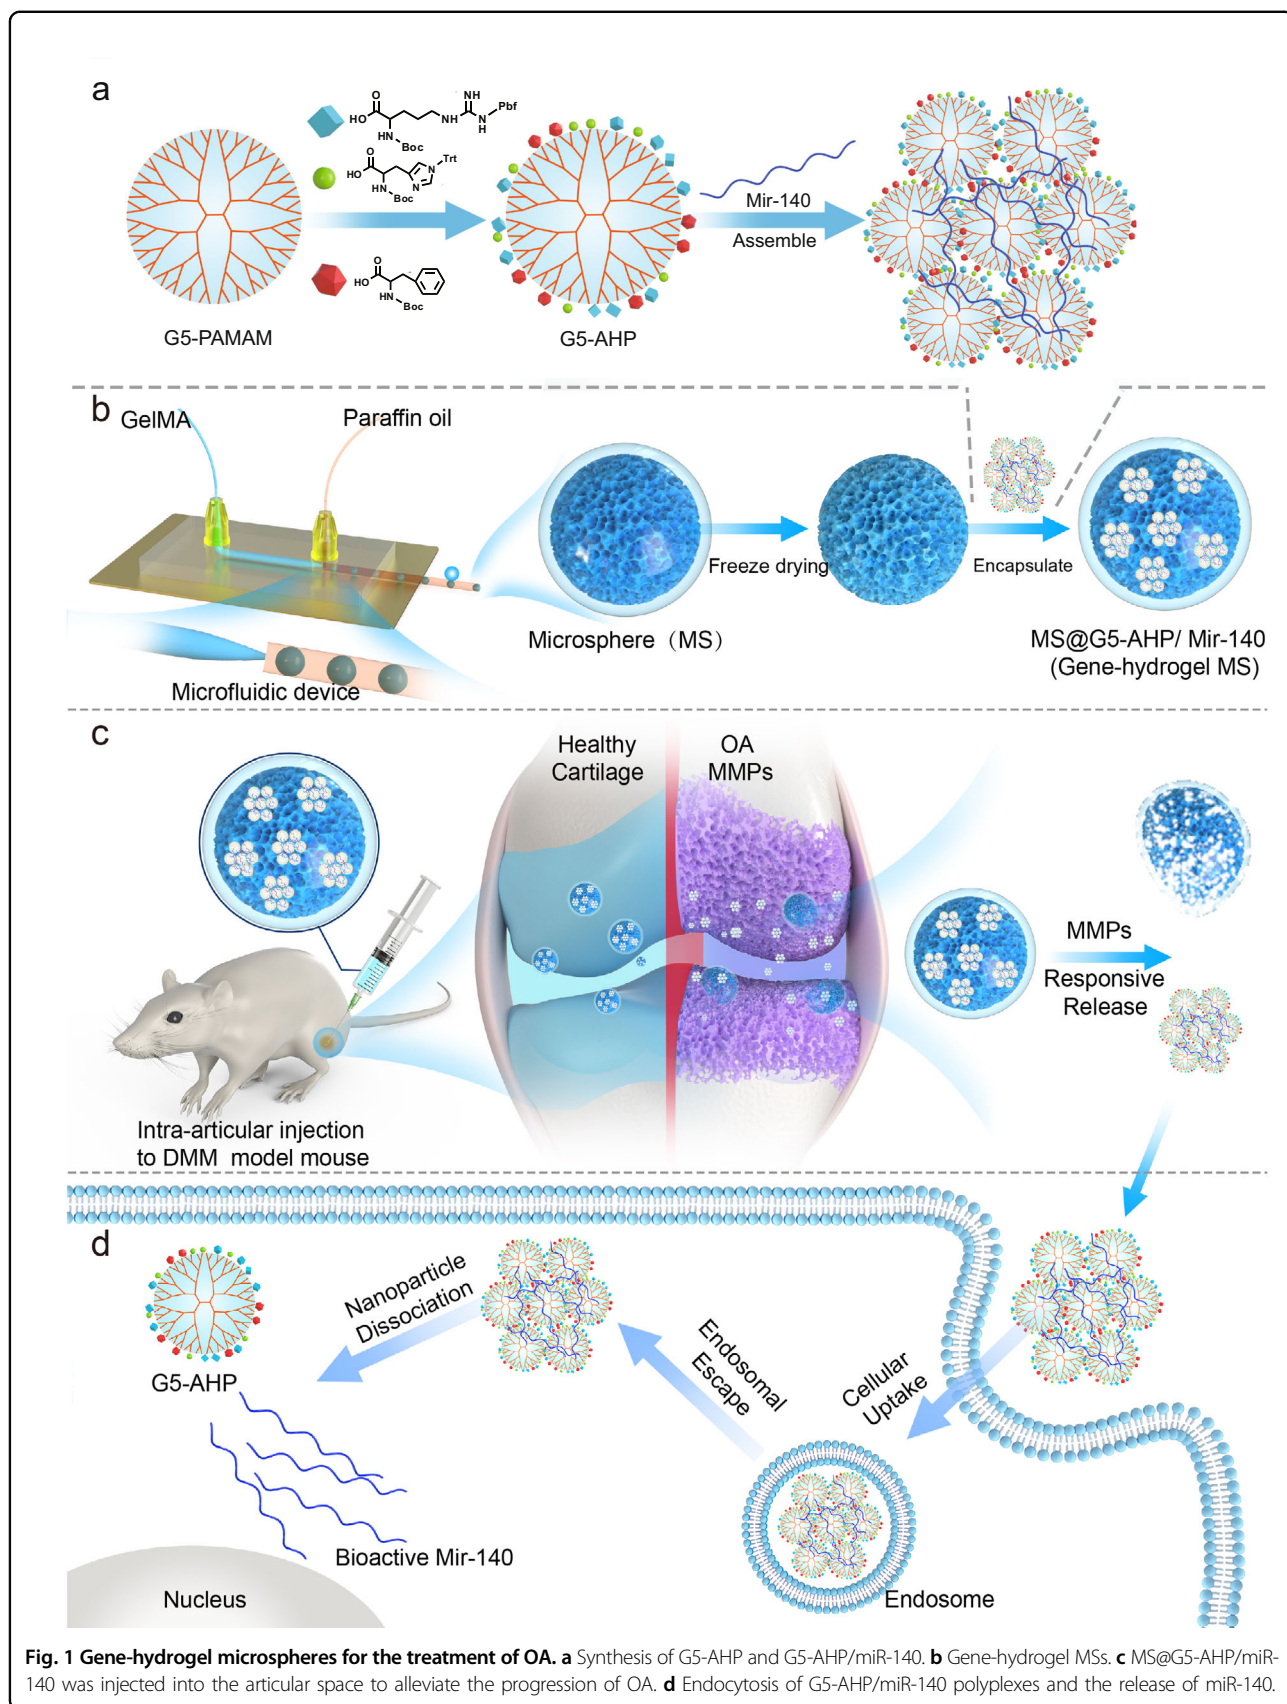 a
NH
O
HO
N
H
N
H
Pbf
HN
Boc
O
HO
N
Trt
N
HN
Boc
Mir-140
Assemble
O
HO
HN
Boc
G5-PAMAM
G5-AHP
b
GelMA
Paraffin oil
Freeze drying
Encapsulate
Microsphere (MS)
MS@G5-AHP/ Mir-140
(Gene-hydrogel MS)
Microfluidic device
c
Healthy
Cartilage
OA
MMPs
MMPs
Responsive
Release
Intra-articular injection
to DMM model mouse
d
Nanoparticle
Dissociation
Endosomal
Escape
Cellular
Uptake
G5-AHP
Bioactive Mir-140
Nucleus
Endosome
Fig. 1 Gene-hydrogel microspheres for the treatment of OA. a Synthesis of G5-AHP and G5-AHP/miR-140. b Gene-hydrogel MSs. c MS@G5-AHP/miR-
140 was injected into the articular space to alleviate the progression of OA. d Endocytosis of G5-AHP/miR-140 polyplexes and the release of miR-140.